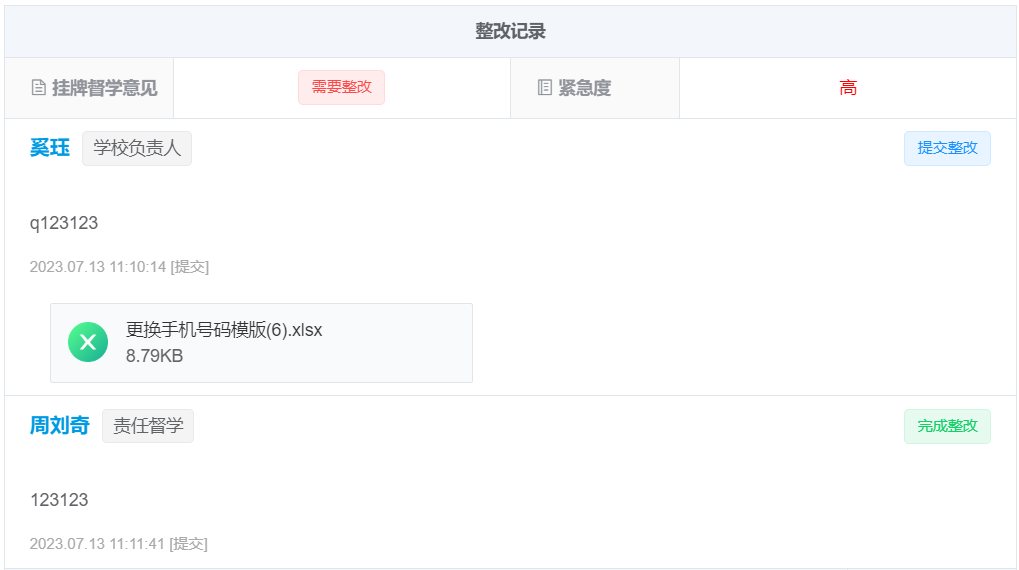 整改记录
挂牌督学意见 需要整改 紧急度 高
奚珏 学校负责人 提交整改
q123123
2023.07.13 11:10:14 [提交]
更换手机号码模版(6).xlsx
8.79KB
周刘奇 责任督学 完成整改
123123
2023.07.13 11:11:41 [提交]